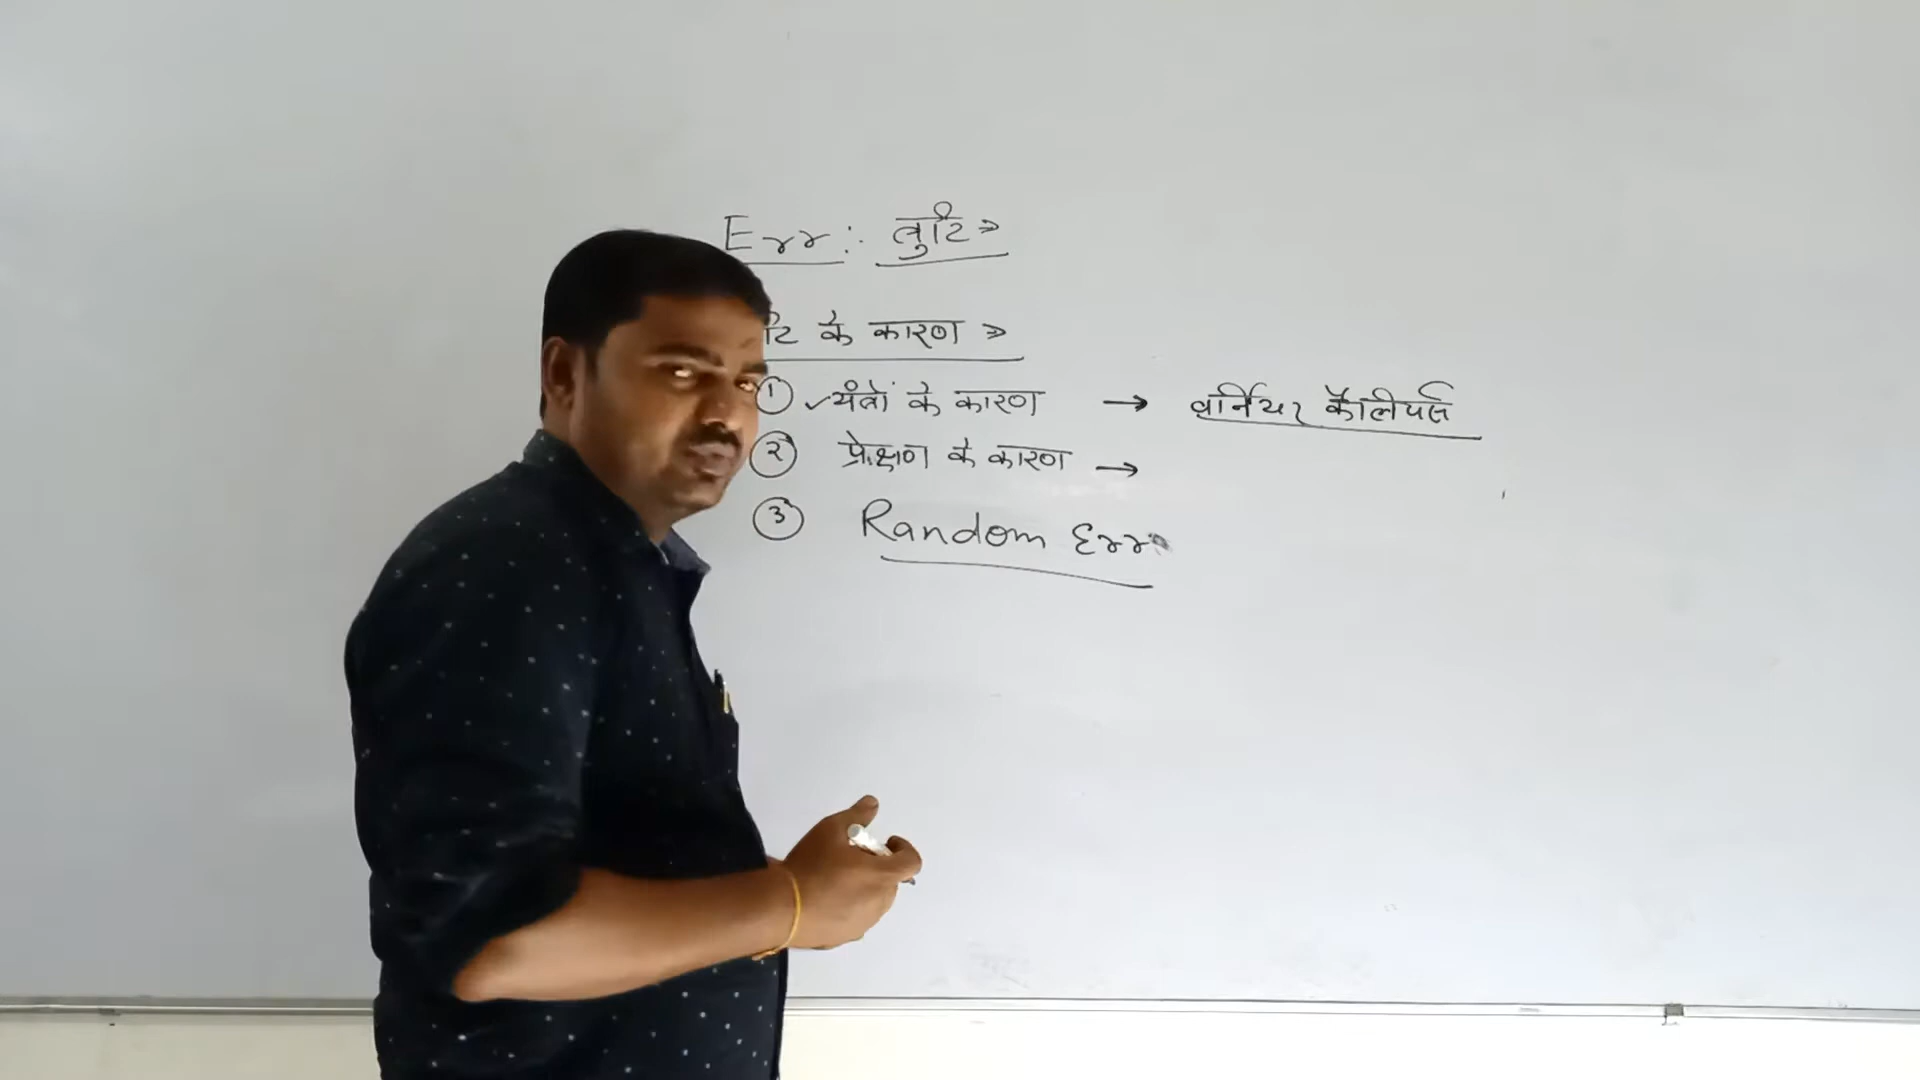 Err :- त्रुटि »
टि के कारण »
① ✓ यंत्रों के कारण → वर्नियर कैलिपर्स
② प्रेक्षण के कारण →
③ Random Err